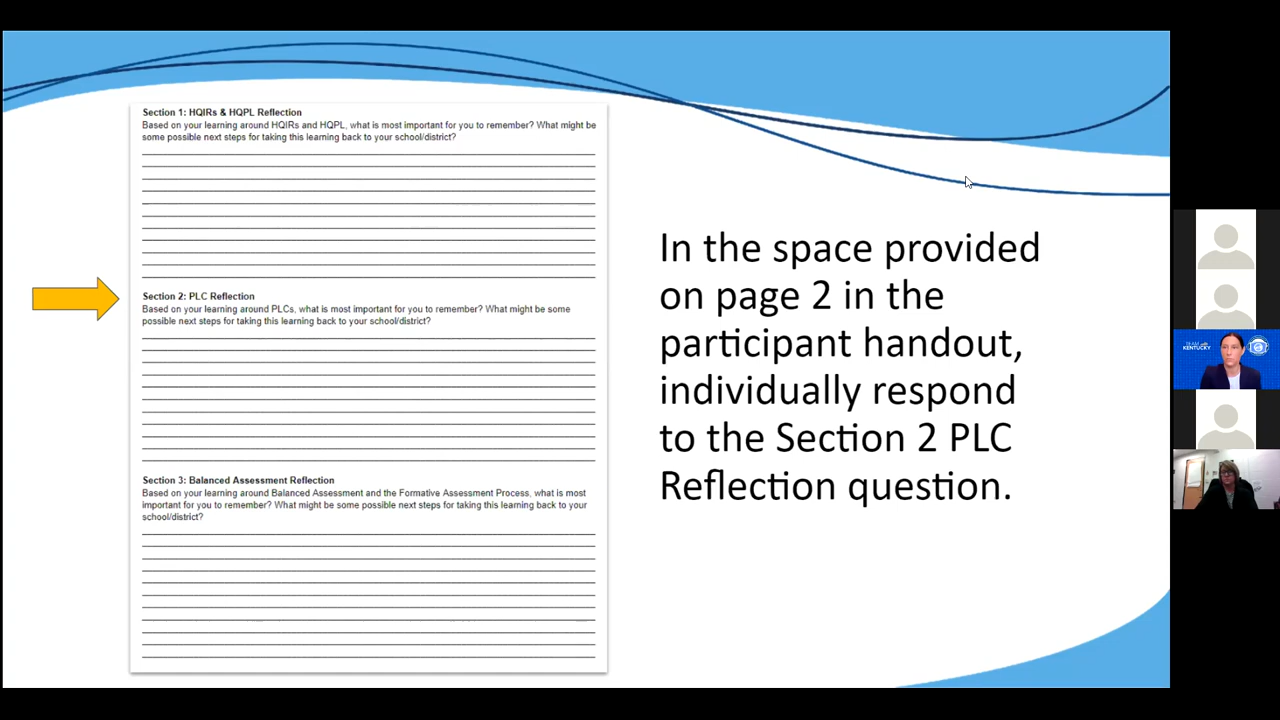 Section 1: HQIRs & HQPL Reflection
Based on your learning around HQIRs and HQPL, what is most important for you to remember? What might be
some possible next steps for taking this learning back to your school/district?
Section 2: PLC Reflection
Based on your learning around PLCs, what is most important for you to remember? What might be some
possible next steps for taking this learning back to your school/district?
Section 3: Balanced Assessment Reflection
Based on your learning around Balanced Assessment and the Formative Assessment Process, what is most
important for you to remember? What might be some possible next steps for taking this learning back to your
school/district?
In the space provided
on page 2 in the
participant handout,
individually respond
to the Section 2 PLC
Reflection question.
TEAM
KENTUCKY